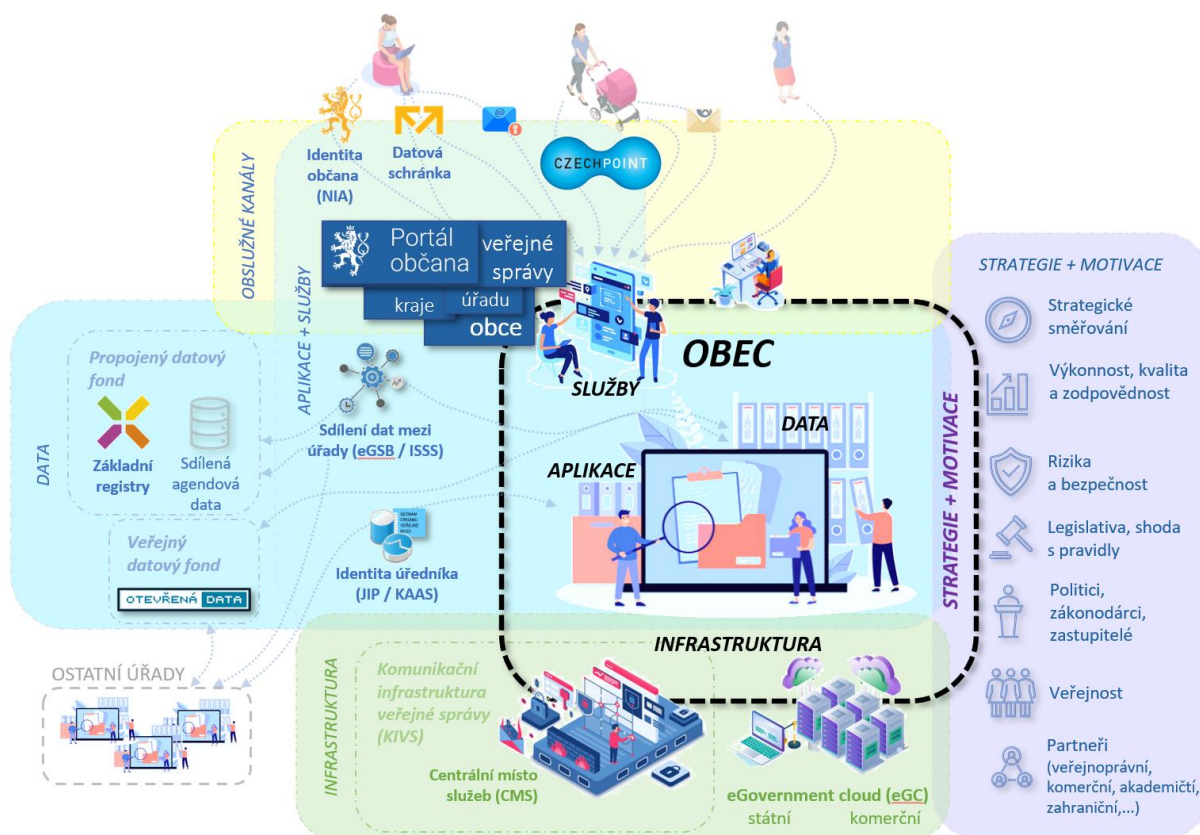 Identita
občana
(NIA)
Datová
schránka
CZECHPOINT
OBSLUŽNÉ KANÁLY
APLIKACE + SLUŽBY
Portál
občana
veřejné
správy
kraje
úřadu
obce
OBEC
SLUŽBY
DATA
APLIKACE
INFRASTRUKTURA
STRATEGIE + MOTIVACE
DATA
Propojený datový
fond
Základní
registry
Sdílená
agendová
data
Sdílení dat mezi
úřady (eGSB / ISSS)
Veřejný
datový fond
OTEVŘENÁ DATA
Identita úředníka
(JIP / KAAS)
OSTATNÍ ÚŘADY
INFRASTRUKTURA
Komunikační
infrastruktura
veřejné správy
(KIVS)
Centrální místo
služeb (CMS)
eGovernment cloud (eGC)
státní komerční
STRATEGIE + MOTIVACE
Strategické
směřování
Výkonnost, kvalita
a zodpovědnost
Rizika
a bezpečnost
Legislativa, shoda
s pravidly
Politici,
zákonodárci,
zastupitelé
Veřejnost
Partneři
(veřejnoprávní,
komerční, akademičtí,
zahraniční,...)